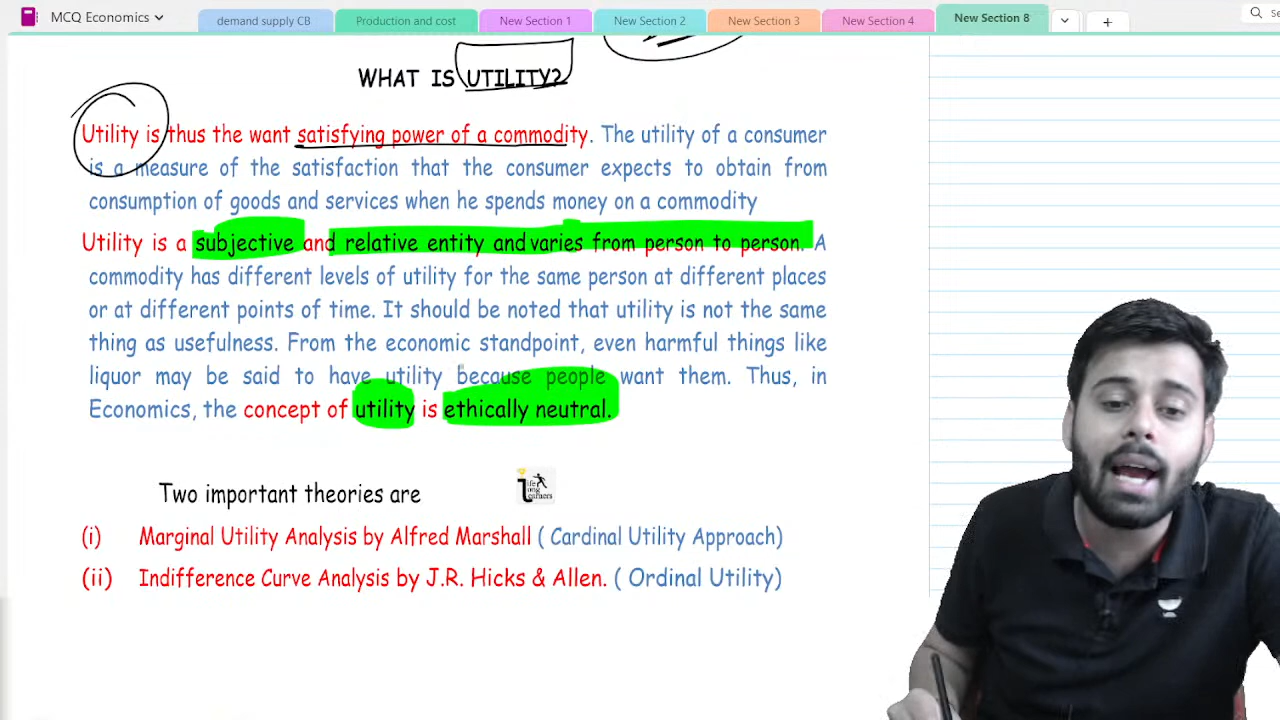 MCQ Economics
demand supply CB
Production and cost
New Section 1
New Section 2
New Section 3
New Section 4
New Section 8
WHAT IS UTILITY?
Utility is thus the want satisfying power of a commodity. The utility of a consumer
is a measure of the satisfaction that the consumer expects to obtain from
consumption of goods and services when he spends money on a commodity
Utility is a subjective and relative entity and varies from person to person. A
commodity has different levels of utility for the same person at different places
or at different points of time. It should be noted that utility is not the same
thing as usefulness. From the economic standpoint, even harmful things like
liquor may be said to have utility because people want them. Thus, in
Economics, the concept of utility is ethically neutral.
Two important theories are
(i) Marginal Utility Analysis by Alfred Marshall ( Cardinal Utility Approach)
(ii) Indifference Curve Analysis by J.R. Hicks & Allen. ( Ordinal Utility)